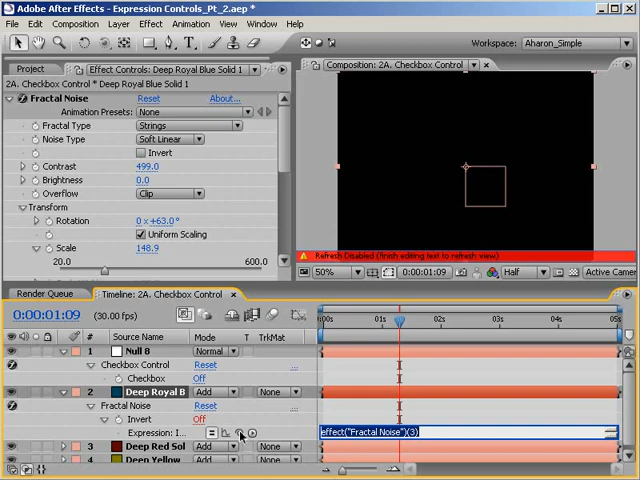 Adobe After Effects - Expression Controls_Pt_2.aep *
File Edit Composition Layer Effect Animation View Window Help
Workspace: Aharon_Simple
Project Effect Controls: Deep Royal Blue Solid 1
Composition: 2A. Checkbox Control
2A. Checkbox Control * Deep Royal Blue Solid 1
Fractal Noise Reset About...
Animation Presets: None
Fractal Type Strings
Noise Type Soft Linear
Invert
Contrast 499.0
Brightness 0.0
Overflow Clip
Transform
Rotation 0 x +63.0°
Uniform Scaling
Scale 148.9
20.0 600.0
Refresh Disabled (finish editing text to refresh view)
50% 0:00:01:09 Half Active Camer
Render Queue Timeline: 2A. Checkbox Control
0:00:01:09 (30.00 fps)
# Source Name Mode T TrkMat
:00s 01s 02s 03s 04s 05s
1 Null 8 Normal
Checkbox Control Reset ...
Checkbox Off
2 Deep Royal B Add None
Fractal Noise Reset ...
Invert Off
Expression: I... effect("Fractal Noise")(3)
3 Deep Red Sol Add None
4 Deep Yellow Add None